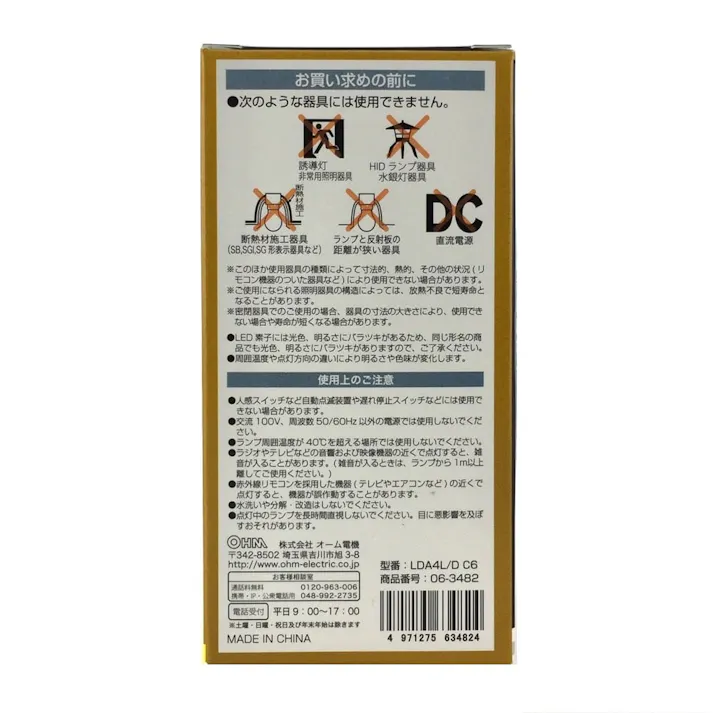 お買い求めの前に
●次のような器具には使用できません。
誘導灯
非常用照明器具
HIDランプ器具
水銀灯器具
断熱材施工
DC
断熱材施工器具
(SB,SGI,SG形表示器具など)
ランプと反射板の
距離が狭い器具
直流電源
※このほか使用器具の種類によって寸法的、熱的、その他の状況(リ
モコン機器のついた器具など)により使用できない場合があります。
※ご使用になられる照明器具の構造によっては、放熱不良で短寿命と
なることがあります。
※密閉器具でのご使用の場合、器具の寸法の大きさにより、使用でき
ない場合や寿命が短くなる場合があります。
●LED素子には光色、明るさにバラツキがあるため、同じ形名の商
品でも光色、明るさにバラツキがありますので、ご了承ください。
●周囲温度や点灯方向の違いにより明るさや色味が変化します。
使用上のご注意
●人感スイッチなど自動点滅装置や遅れ停止スイッチなどには使用で
きない場合があります。
●交流100V、周波数50/60Hz以外の電源では使用しないでくだ
さい。
●ランプ周囲温度が40℃を超える場所では使用しないでください。
●ラジオやテレビなどの音響および映像機器の近くで点灯すると、雑
音が入ることがあります。(雑音が入るときは、ランプから1m以上
離してご使用ください。)
●赤外線リモコンを採用した機器(テレビやエアコンなど)の近くで
点灯すると、機器が誤作動することがあります。
●水洗いや分解・改造はしないでください。
●点灯中のランプを長時間直視しないでください。目に悪影響を及ぼ
すおそれがあります。
OHM 株式会社 オーム電機
〒342-8502 埼玉県吉川市旭3-8
http://www.ohm-electric.co.jp
お客様相談室
通話料無料 0120-963-006
携帯・IP・公衆電話用 048-992-2735
電話受付 平日9:00～17:00
※土曜・日曜・祝日及び年末年始は除きます
MADE IN CHINA
型番: LDA4L/D C6
商品番号: 06-3482
4 971275 634824